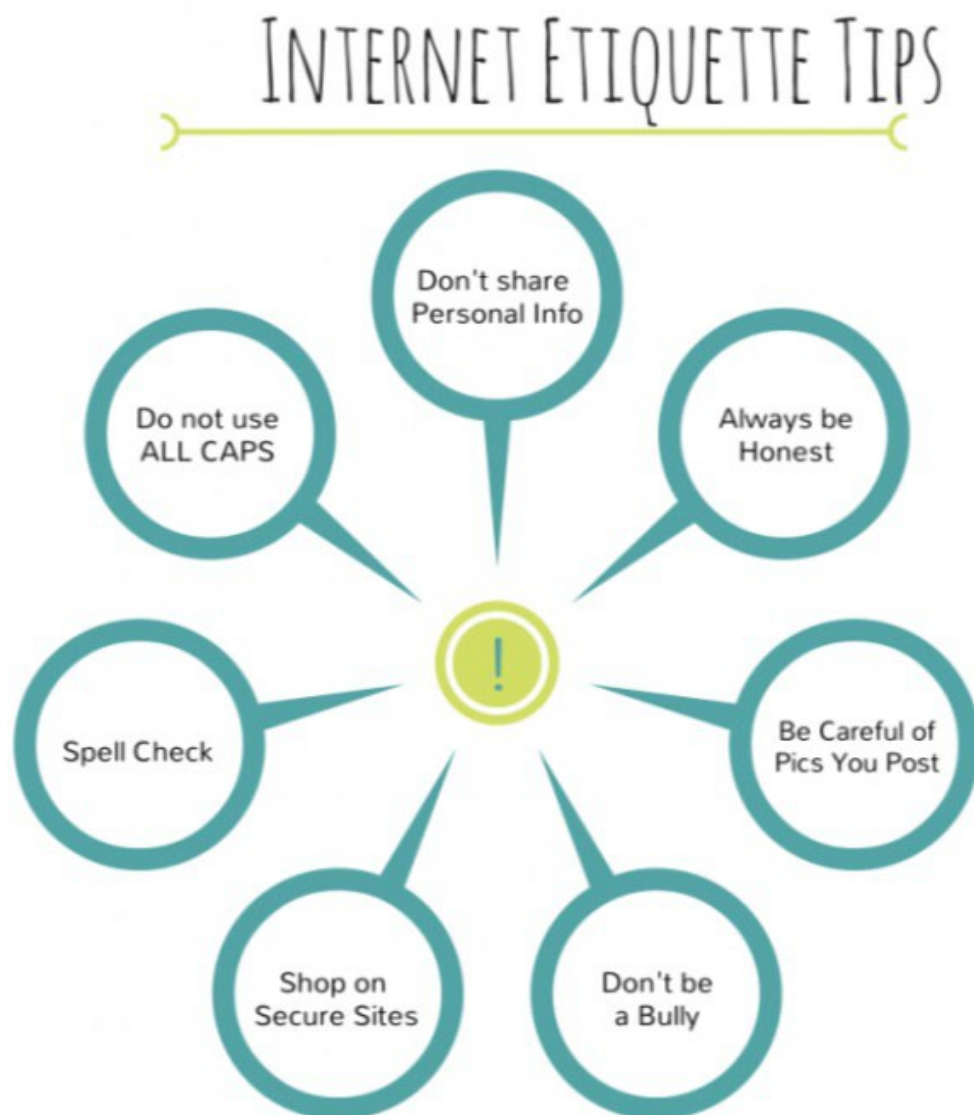 INTERNET ETIQUETTE TIPS
Don't share
Personal Info
Always be
Honest
Be Careful of
Pics You Post
Don't be
a Bully
Shop on
Secure Sites
Spell Check
Do not use
ALL CAPS
!